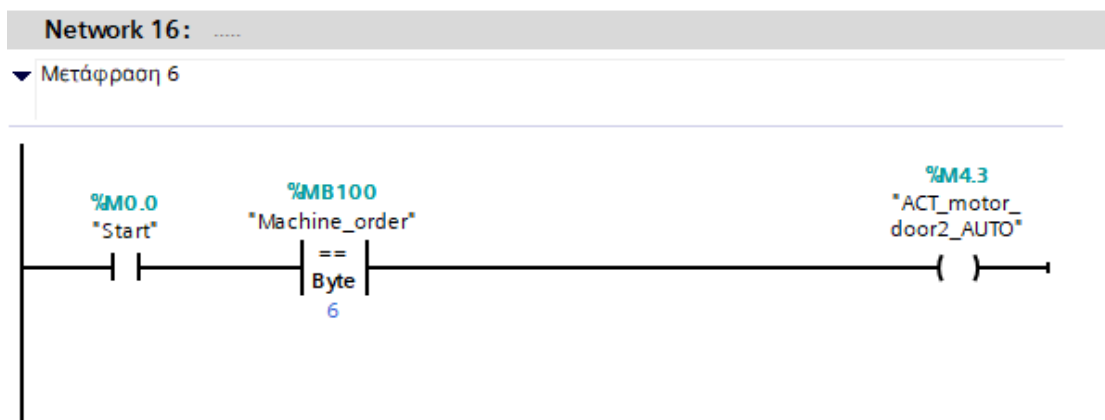 Network 16: .....
Μετάφραση 6
%M0.0
"Start"
%MB100
"Machine_order"
==
Byte
6
%M4.3
"ACT_motor_
door2_AUTO"